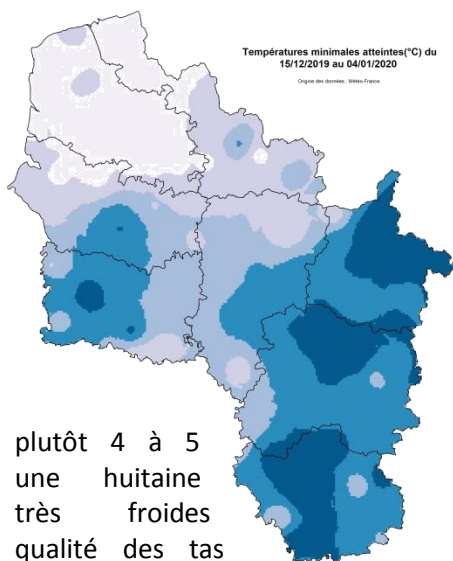 Températures minimales atteintes(°C) du
15/12/2019 au 04/01/2020
Origine des données : Météo France
plutôt 4 à 5
une huitaine
très froides
qualité des tas